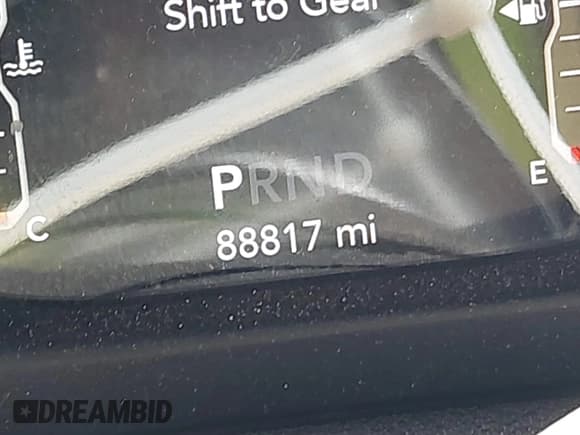 Shift to Gear
PRND
88817 mi
C
E
DREAMBID